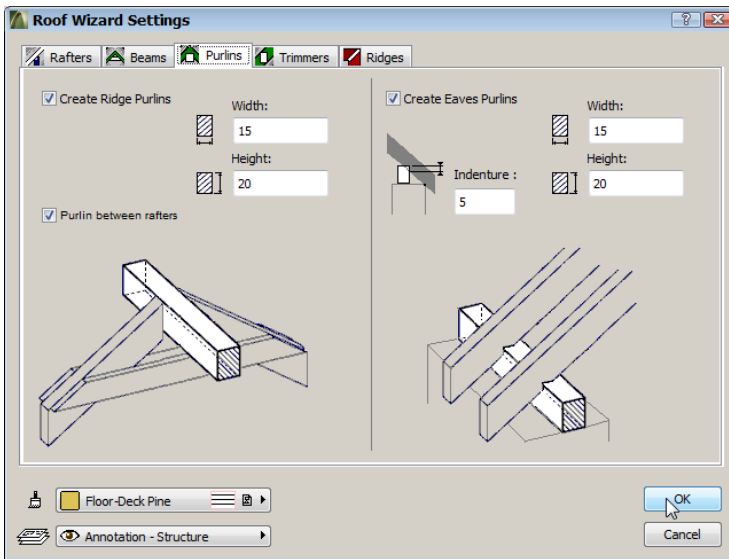 Roof Wizard Settings
Rafters Beams Purlins Trimmers Ridges
Create Ridge Purlins
Width:
15
Height:
20
Purlin between rafters
Create Eaves Purlins
Width:
15
Indenture :
5
Height:
20
Floor-Deck Pine
OK
Annotation - Structure
Cancel